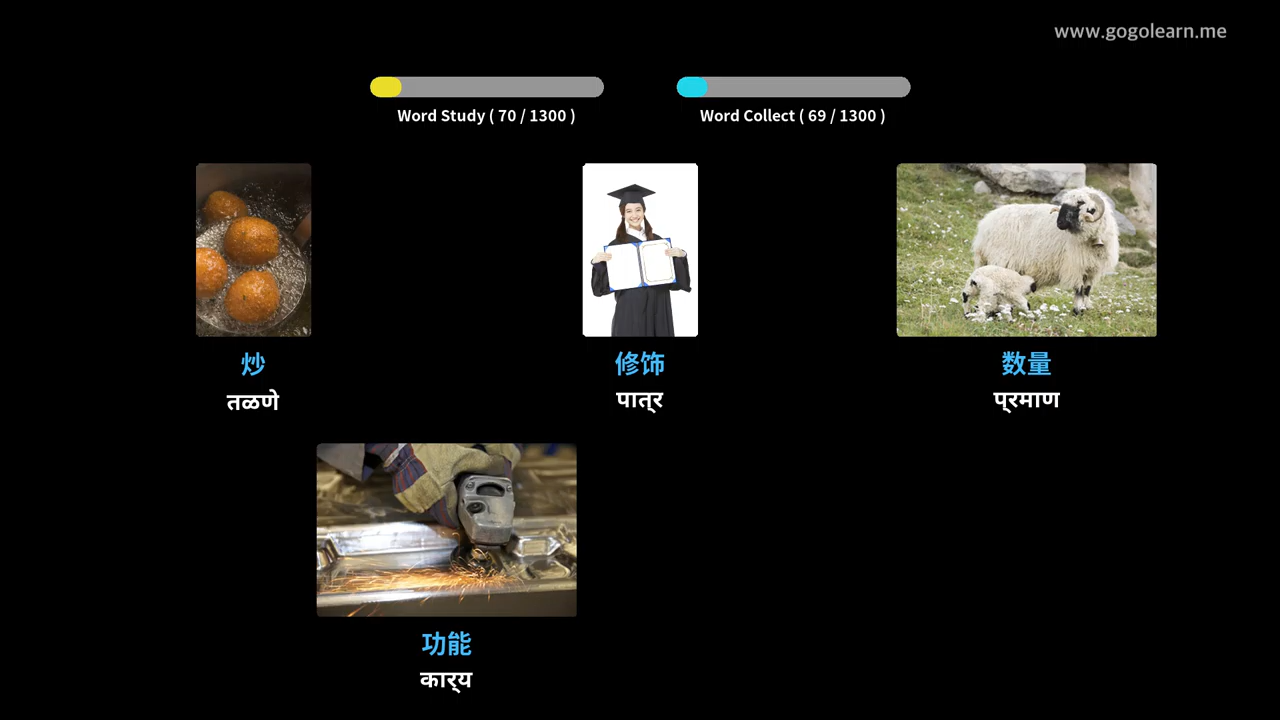 www.gogolearn.me
Word Study ( 70 / 1300 )
Word Collect ( 69 / 1300 )
炒
तळणे
修饰
पात्र
数量
प्रमाण
功能
कार्य